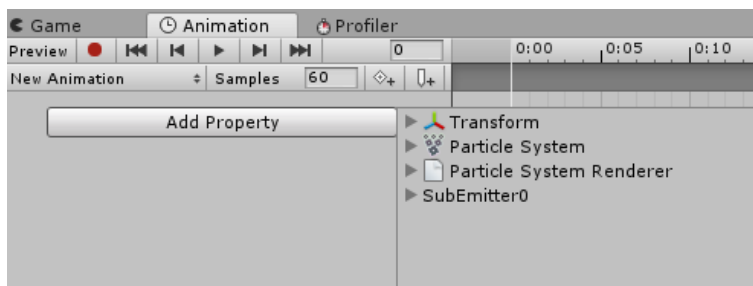 Game Animation Profiler
Preview 0 0:00 0:05 0:10
New Animation Samples 60
Add Property Transform
Particle System
Particle System Renderer
SubEmitter0